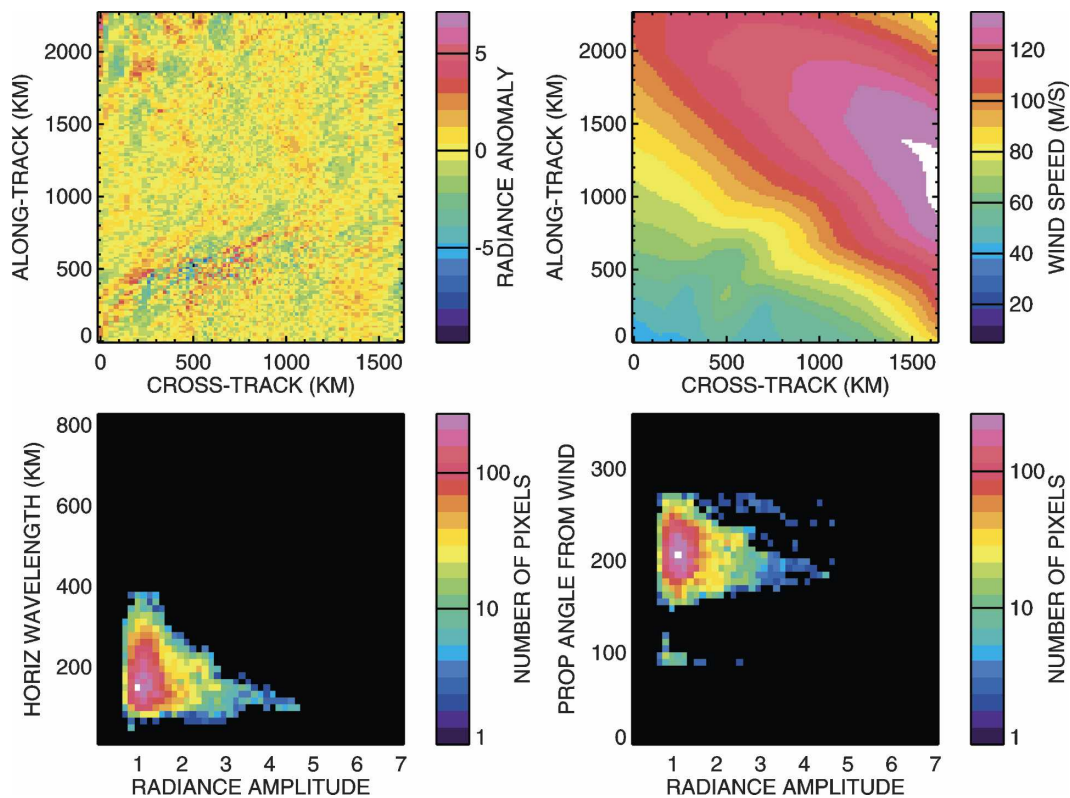 2000
1500
1000
500
0
ALONG-TRACK (KM)
0 500 1000 1500
CROSS-TRACK (KM)
5
0
-5
RADIANCE ANOMALY
2000
1500
1000
500
0
ALONG-TRACK (KM)
0 500 1000 1500
CROSS-TRACK (KM)
120
100
80
60
40
20
WIND SPEED (M/S)
800
600
400
200
HORIZ WAVELENGTH (KM)
1 2 3 4 5 6 7
RADIANCE AMPLITUDE
100
10
1
NUMBER OF PIXELS
300
200
100
0
PROP ANGLE FROM WIND
1 2 3 4 5 6 7
RADIANCE AMPLITUDE
100
10
1
NUMBER OF PIXELS